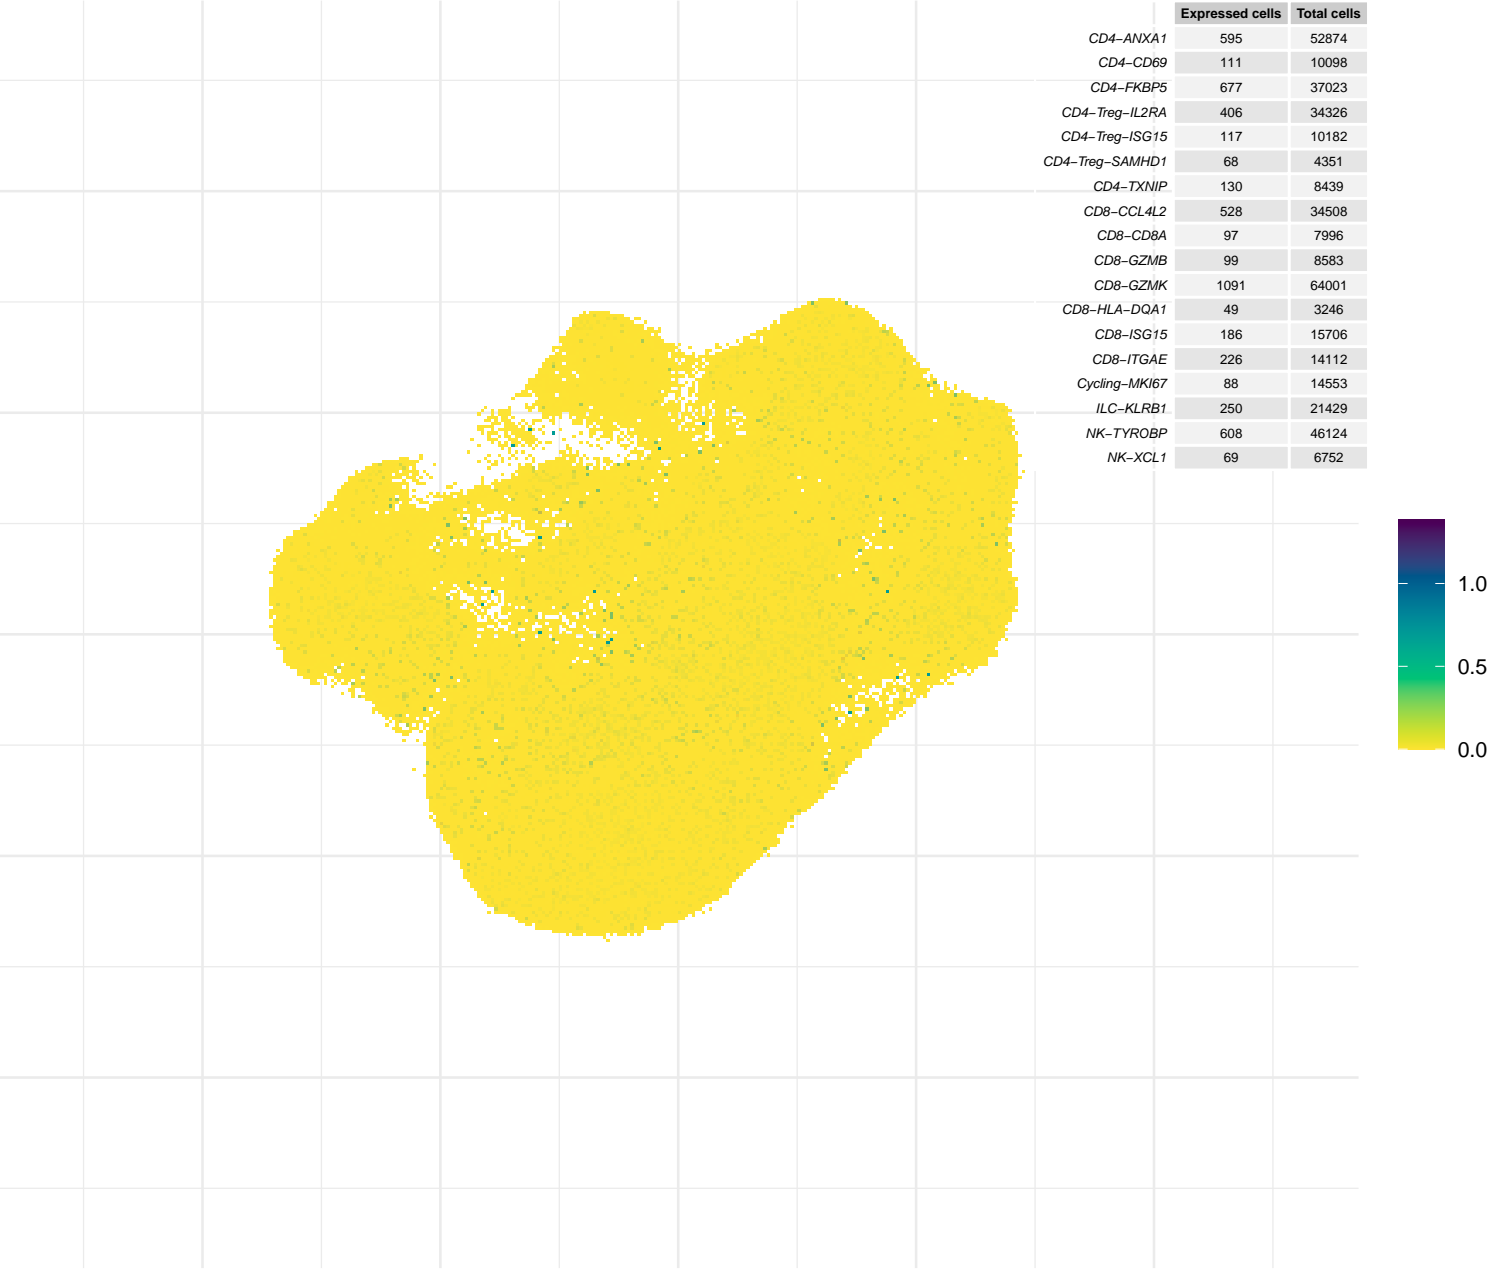 Expressed cells Total cells
CD4−ANXA1 595 52874
CD4−CD69 111 10098
CD4−FKBP5 677 37023
CD4−Treg−IL2RA 406 34326
CD4−Treg−ISG15 117 10182
CD4−Treg−SAMHD1 68 4351
CD4−TXNIP 130 8439
CD8−CCL4L2 528 34508
CD8−CD8A 97 7996
CD8−GZMB 99 8583
CD8−GZMK 1091 64001
CD8−HLA−DQA1 49 3246
CD8−ISG15 186 15706
CD8−ITGAE 226 14112
Cycling−MKI67 88 14553
ILC−KLRB1 250 21429
NK−TYROBP 608 46124
NK−XCL1 69 6752
1.0
0.5
0.0